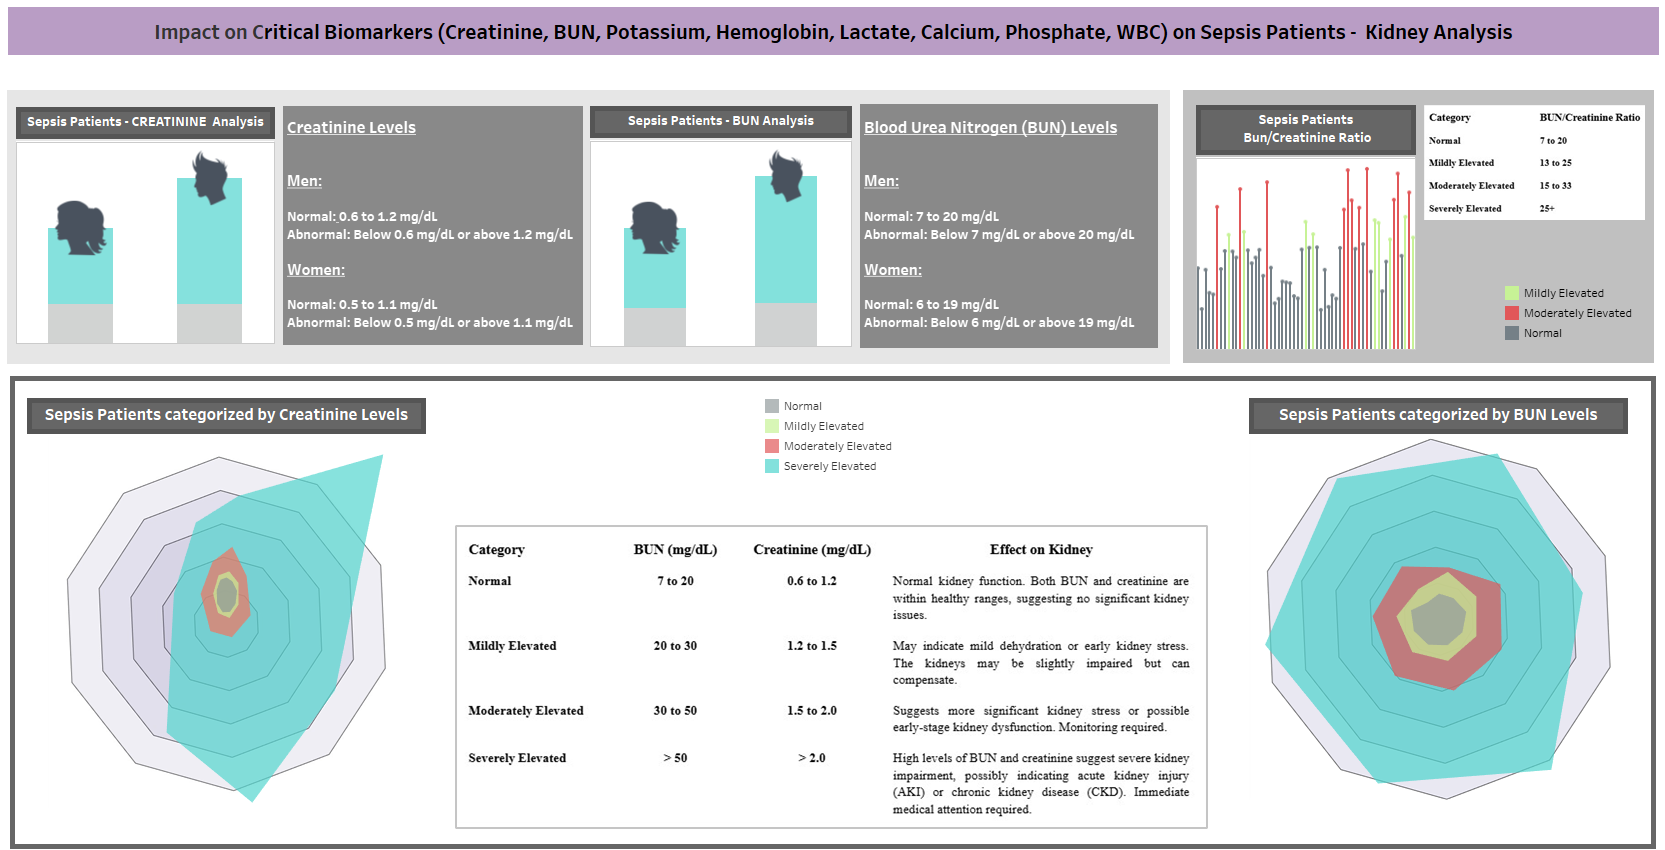 Impact on Critical Biomarkers (Creatinine, BUN, Potassium, Hemoglobin, Lactate, Calcium, Phosphate, WBC) on Sepsis Patients - Kidney Analysis
Sepsis Patients - CREATININE Analysis
Creatinine Levels
Men:
Normal: 0.6 to 1.2 mg/dL
Abnormal: Below 0.6 mg/dL or above 1.2 mg/dL
Women:
Normal: 0.5 to 1.1 mg/dL
Abnormal: Below 0.5 mg/dL or above 1.1 mg/dL
Sepsis Patients - BUN Analysis
Blood Urea Nitrogen (BUN) Levels
Men:
Normal: 7 to 20 mg/dL
Abnormal: Below 7 mg/dL or above 20 mg/dL
Women:
Normal: 6 to 19 mg/dL
Abnormal: Below 6 mg/dL or above 19 mg/dL
Sepsis Patients
Bun/Creatinine Ratio
Category BUN/Creatinine Ratio
Normal 7 to 20
Mildly Elevated 13 to 25
Moderately Elevated 15 to 33
Severely Elevated 25+
Mildly Elevated
Moderately Elevated
Normal
Sepsis Patients categorized by Creatinine Levels
Normal
Mildly Elevated
Moderately Elevated
Severely Elevated
Sepsis Patients categorized by BUN Levels
Category BUN (mg/dL) Creatinine (mg/dL) Effect on Kidney
Normal 7 to 20 0.6 to 1.2 Normal kidney function. Both BUN and creatinine are
within healthy ranges, suggesting no significant kidney
issues.
Mildly Elevated 20 to 30 1.2 to 1.5 May indicate mild dehydration or early kidney stress.
The kidneys may be slightly impaired but can
compensate.
Moderately Elevated 30 to 50 1.5 to 2.0 Suggests more significant kidney stress or possible
early-stage kidney dysfunction. Monitoring required.
Severely Elevated > 50 > 2.0 High levels of BUN and creatinine suggest severe kidney
impairment, possibly indicating acute kidney injury
(AKI) or chronic kidney disease (CKD). Immediate
medical attention required.